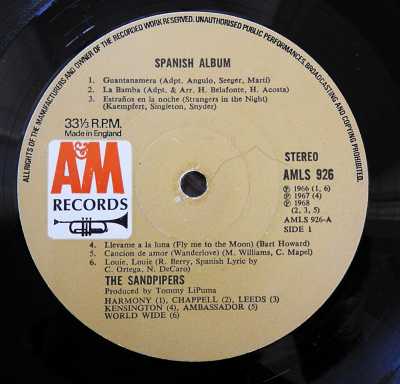 ALL RIGHTS OF THE MANUFACTURERS AND OWNER OF THE RECORDED WORK RESERVED. UNAUTHORISED PUBLIC PERFORMANCES, BROADCASTING AND COPYING PROHIBITED.
SPANISH ALBUM
1. Guantanamera (Adpt. Angulo, Seeger, Marti)
2. La Bamba (Adpt. & Arr. H. Belafonte, H. Acosta)
3. Estraños en la noche (Strangers in the Night)
(Kaempfert, Singleton, Snyder)
33⅓ R.P.M.
Made in England
A&M
RECORDS
STEREO
AMLS 926
Ⓟ 1966 (1, 6)
Ⓟ 1967 (4)
Ⓟ 1968
(2, 3, 5)
AMLS 926-A
SIDE 1
4. Llevame a la luna (Fly me to the Moon) (Bart Howard)
5. Cancion de amor (Wanderlove) (M. Williams, C. Mapel)
6. Louie, Louie (R. Berry, Spanish Lyric by
C. Ortega, N. DeCaro)
THE SANDPIPERS
Produced by Tommy LiPuma
HARMONY (1), CHAPPELL (2), LEEDS (3)
KENSINGTON (4), AMBASSADOR (5)
WORLD WIDE (6)